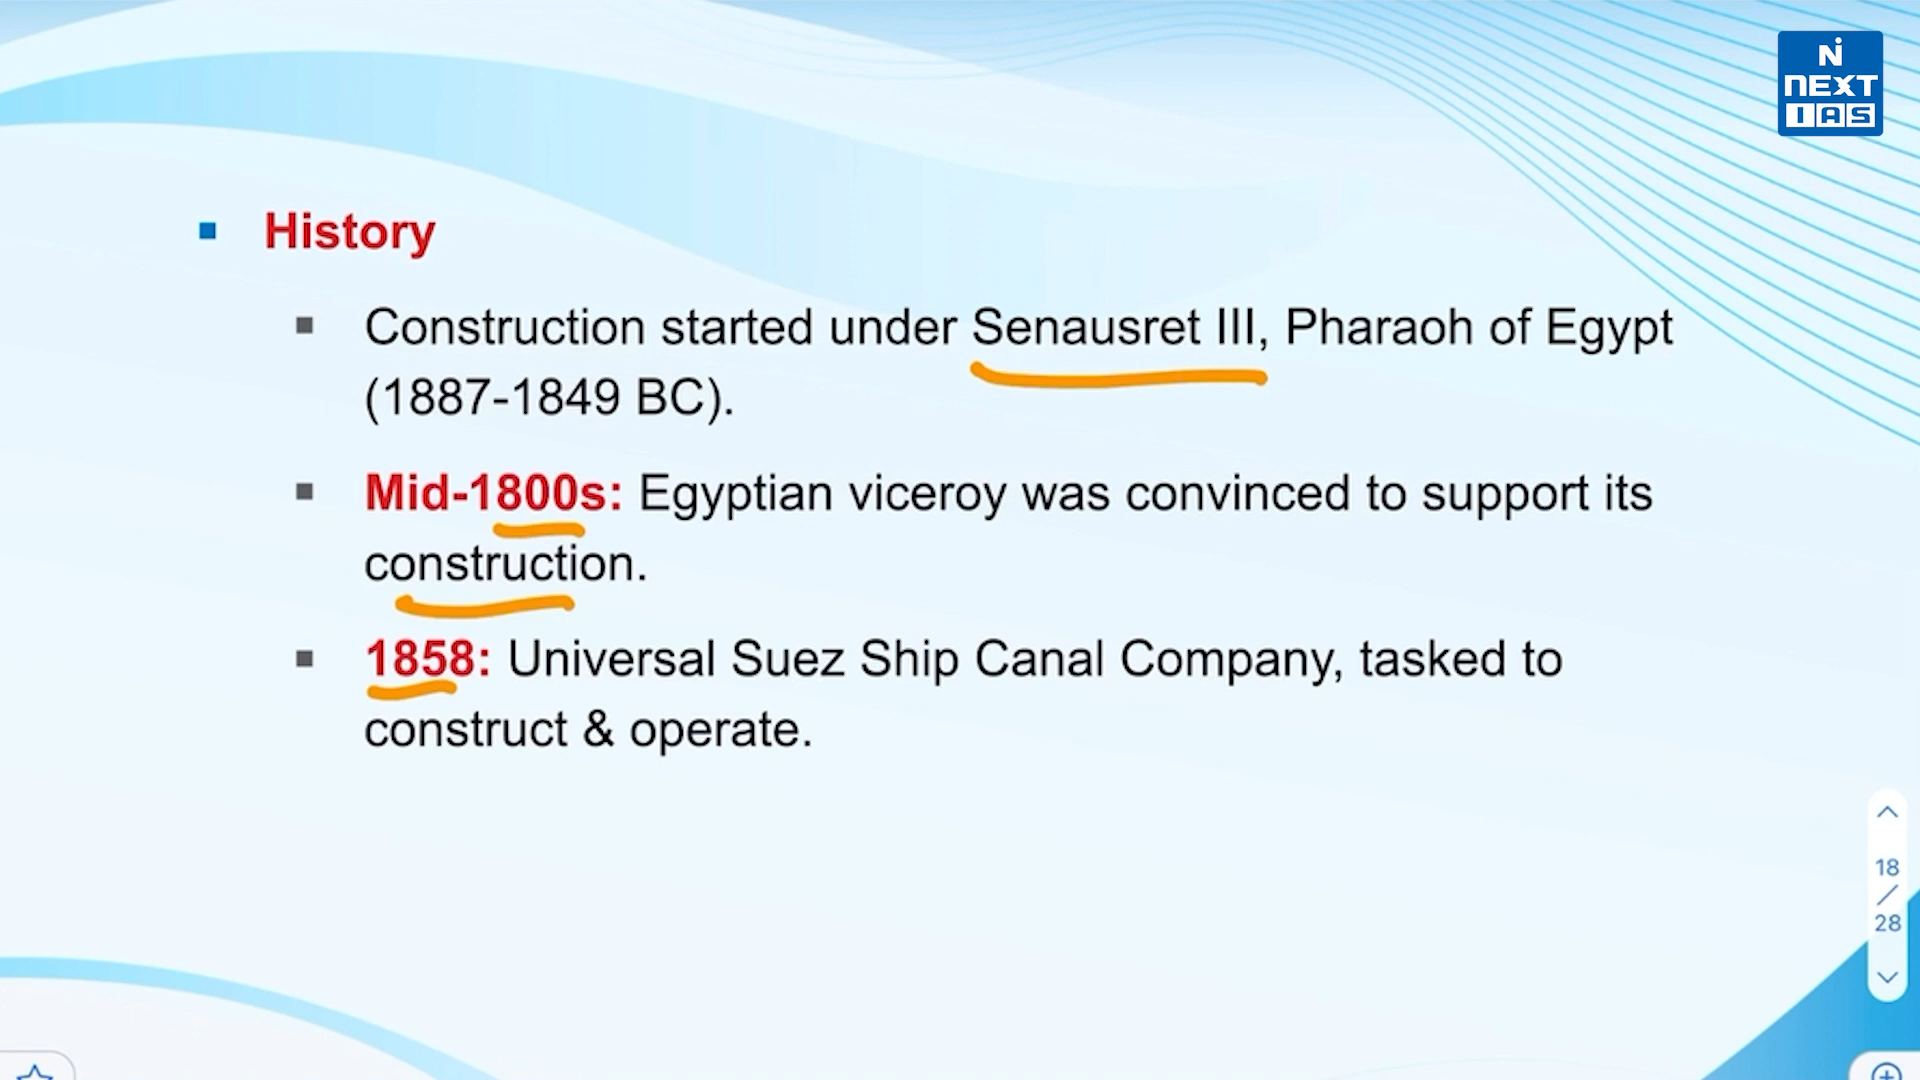 N
NEXT
IAS
History
Construction started under Senausret III, Pharaoh of Egypt
(1887-1849 BC).
Mid-1800s: Egyptian viceroy was convinced to support its
construction.
1858: Universal Suez Ship Canal Company, tasked to
construct & operate.
18
/
28